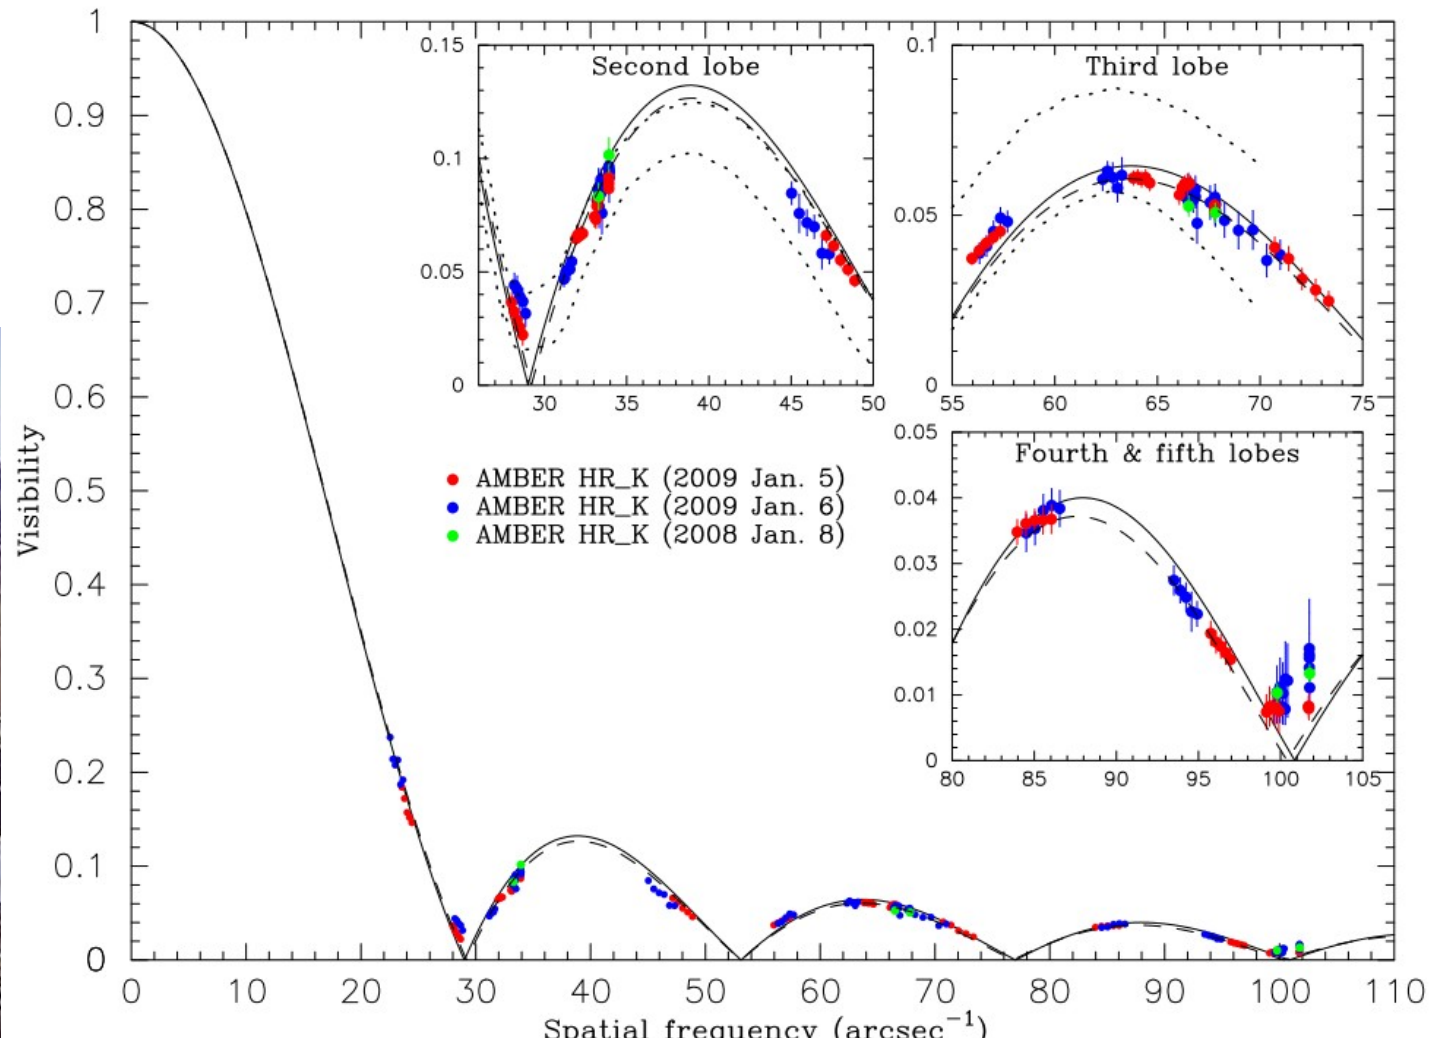 1
0.9
0.8
0.7
0.6
0.5
0.4
0.3
0.2
0.1
0
Visibility
0 10 20 30 40 50 60 70 80 90 100 110
Spatial frequency (arcsec⁻¹)
Second lobe
0.15
0.1
0.05
0
30 35 40 45 50
Third lobe
0.1
0.05
0
55 60 65 70 75
AMBER HR_K (2009 Jan. 5)
AMBER HR_K (2009 Jan. 6)
AMBER HR_K (2008 Jan. 8)
Fourth & fifth lobes
0.05
0.04
0.03
0.02
0.01
0
80 85 90 95 100 105